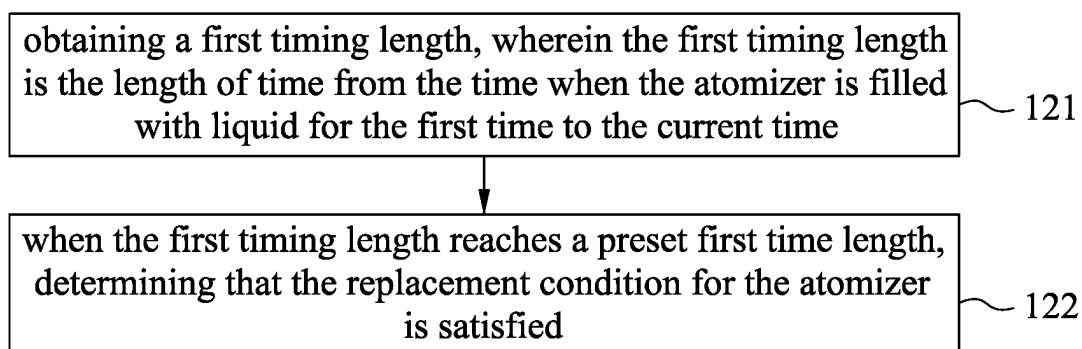 obtaining a first timing length, wherein the first timing length
is the length of time from the time when the atomizer is filled
with liquid for the first time to the current time
121
when the first timing length reaches a preset first time length,
determining that the replacement condition for the atomizer
is satisfied
122